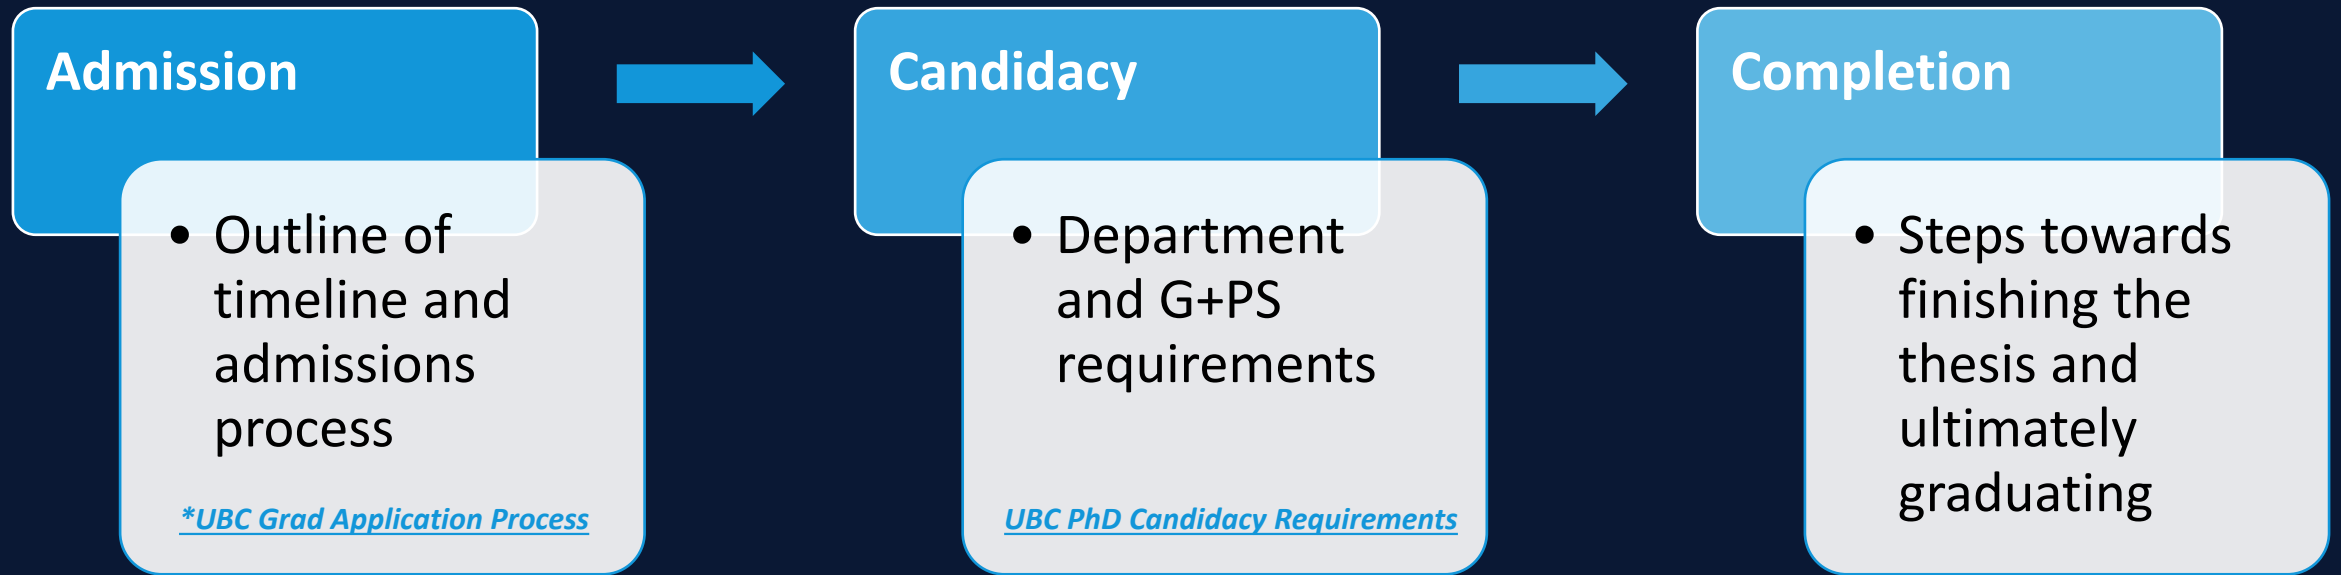 Admission
• Outline of
timeline and
admissions
process
*UBC Grad Application Process
Candidacy
• Department
and G+PS
requirements
UBC PhD Candidacy Requirements
Completion
• Steps towards
finishing the
thesis and
ultimately
graduating